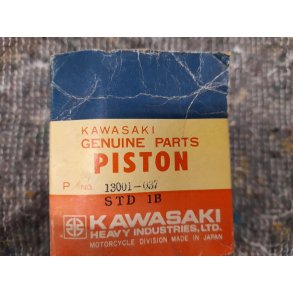 KAWASAKI
GENUINE PARTS
PISTON
P NO. 13001-037
STD 1B
KAWASAKI
HEAVY INDUSTRIES, LTD.
MOTORCYCLE DIVISION MADE IN JAPAN